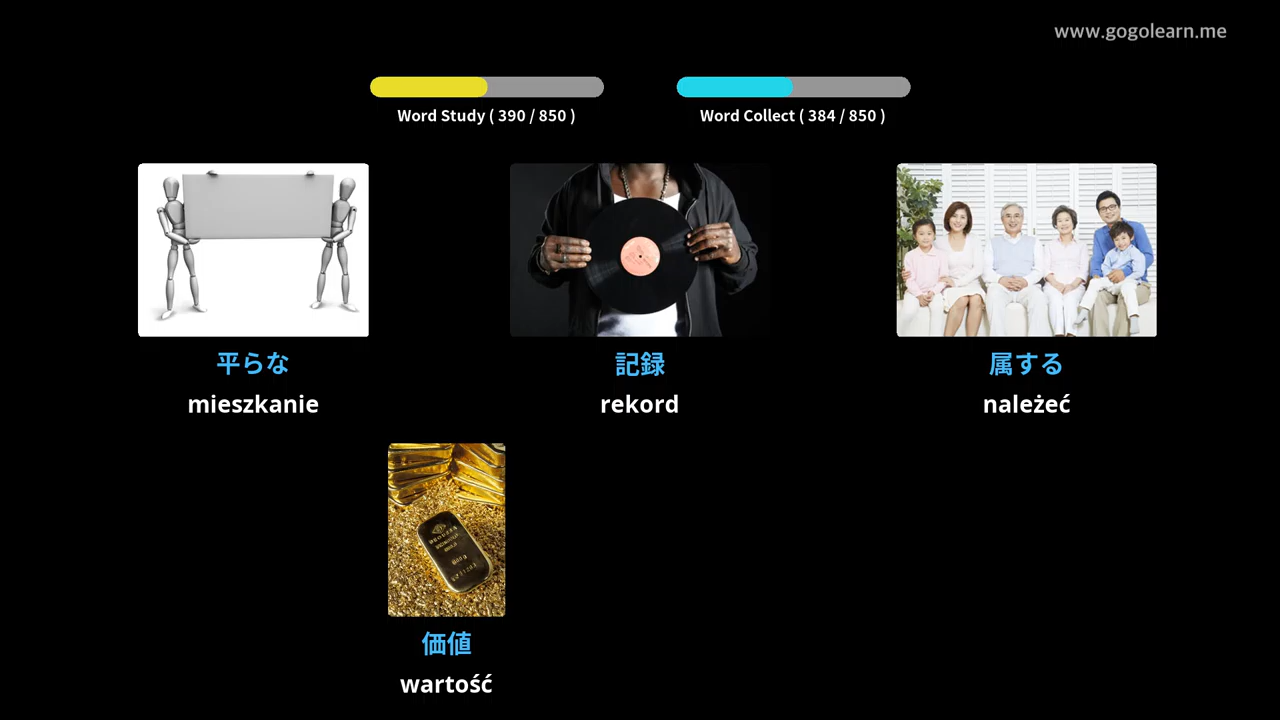 www.gogolearn.me
Word Study ( 390 / 850 )
Word Collect ( 384 / 850 )
平らな
mieszkanie
記録
rekord
属する
należeć
価値
wartość